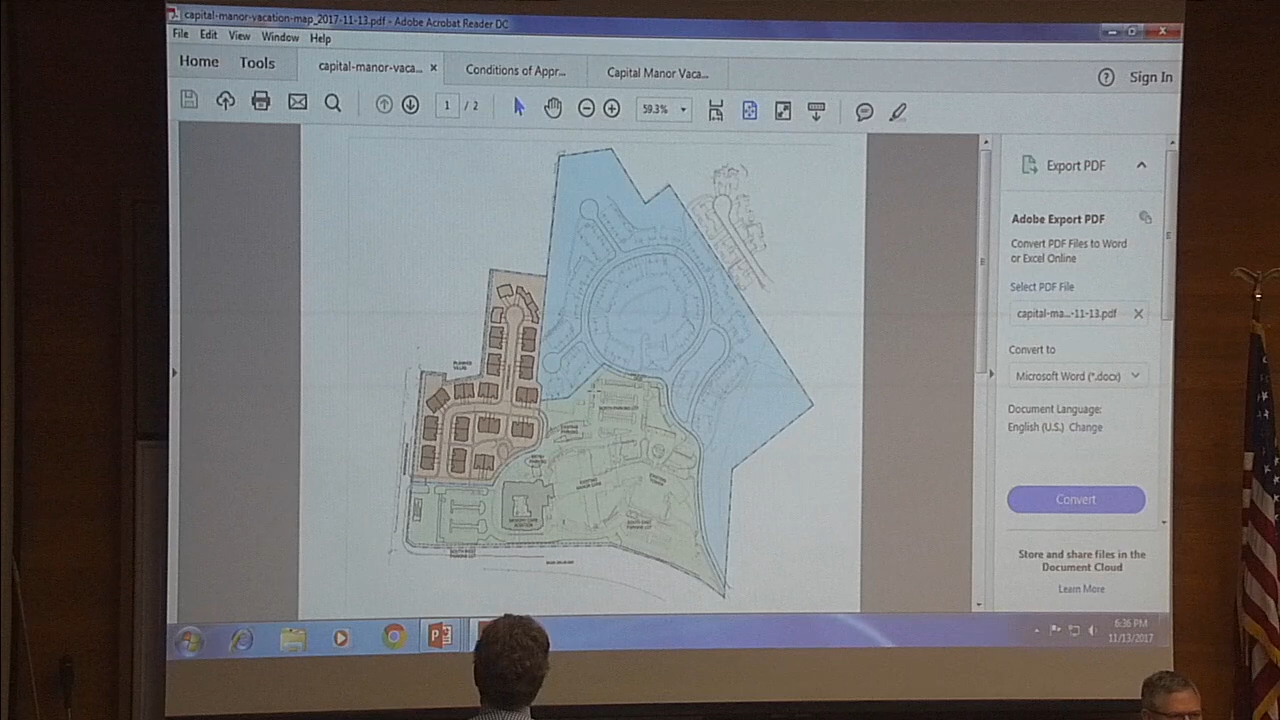 capital-manor-vacation-map_2017-11-13.pdf - Adobe Acrobat Reader DC
File Edit View Window Help
Home Tools capital-manor-vaca... × Conditions of Appr... Capital Manor Vaca... ? Sign In
1 / 2 59.3%
Export PDF
Adobe Export PDF
Convert PDF Files to Word
or Excel Online
Select PDF File
capital-ma...-11-13.pdf
Convert to
Microsoft Word (*.docx)
Document Language:
English (U.S.) Change
Convert
Store and share files in the
Document Cloud
Learn More
NORTH PARKING LOT
6:36 PM
11/13/2017